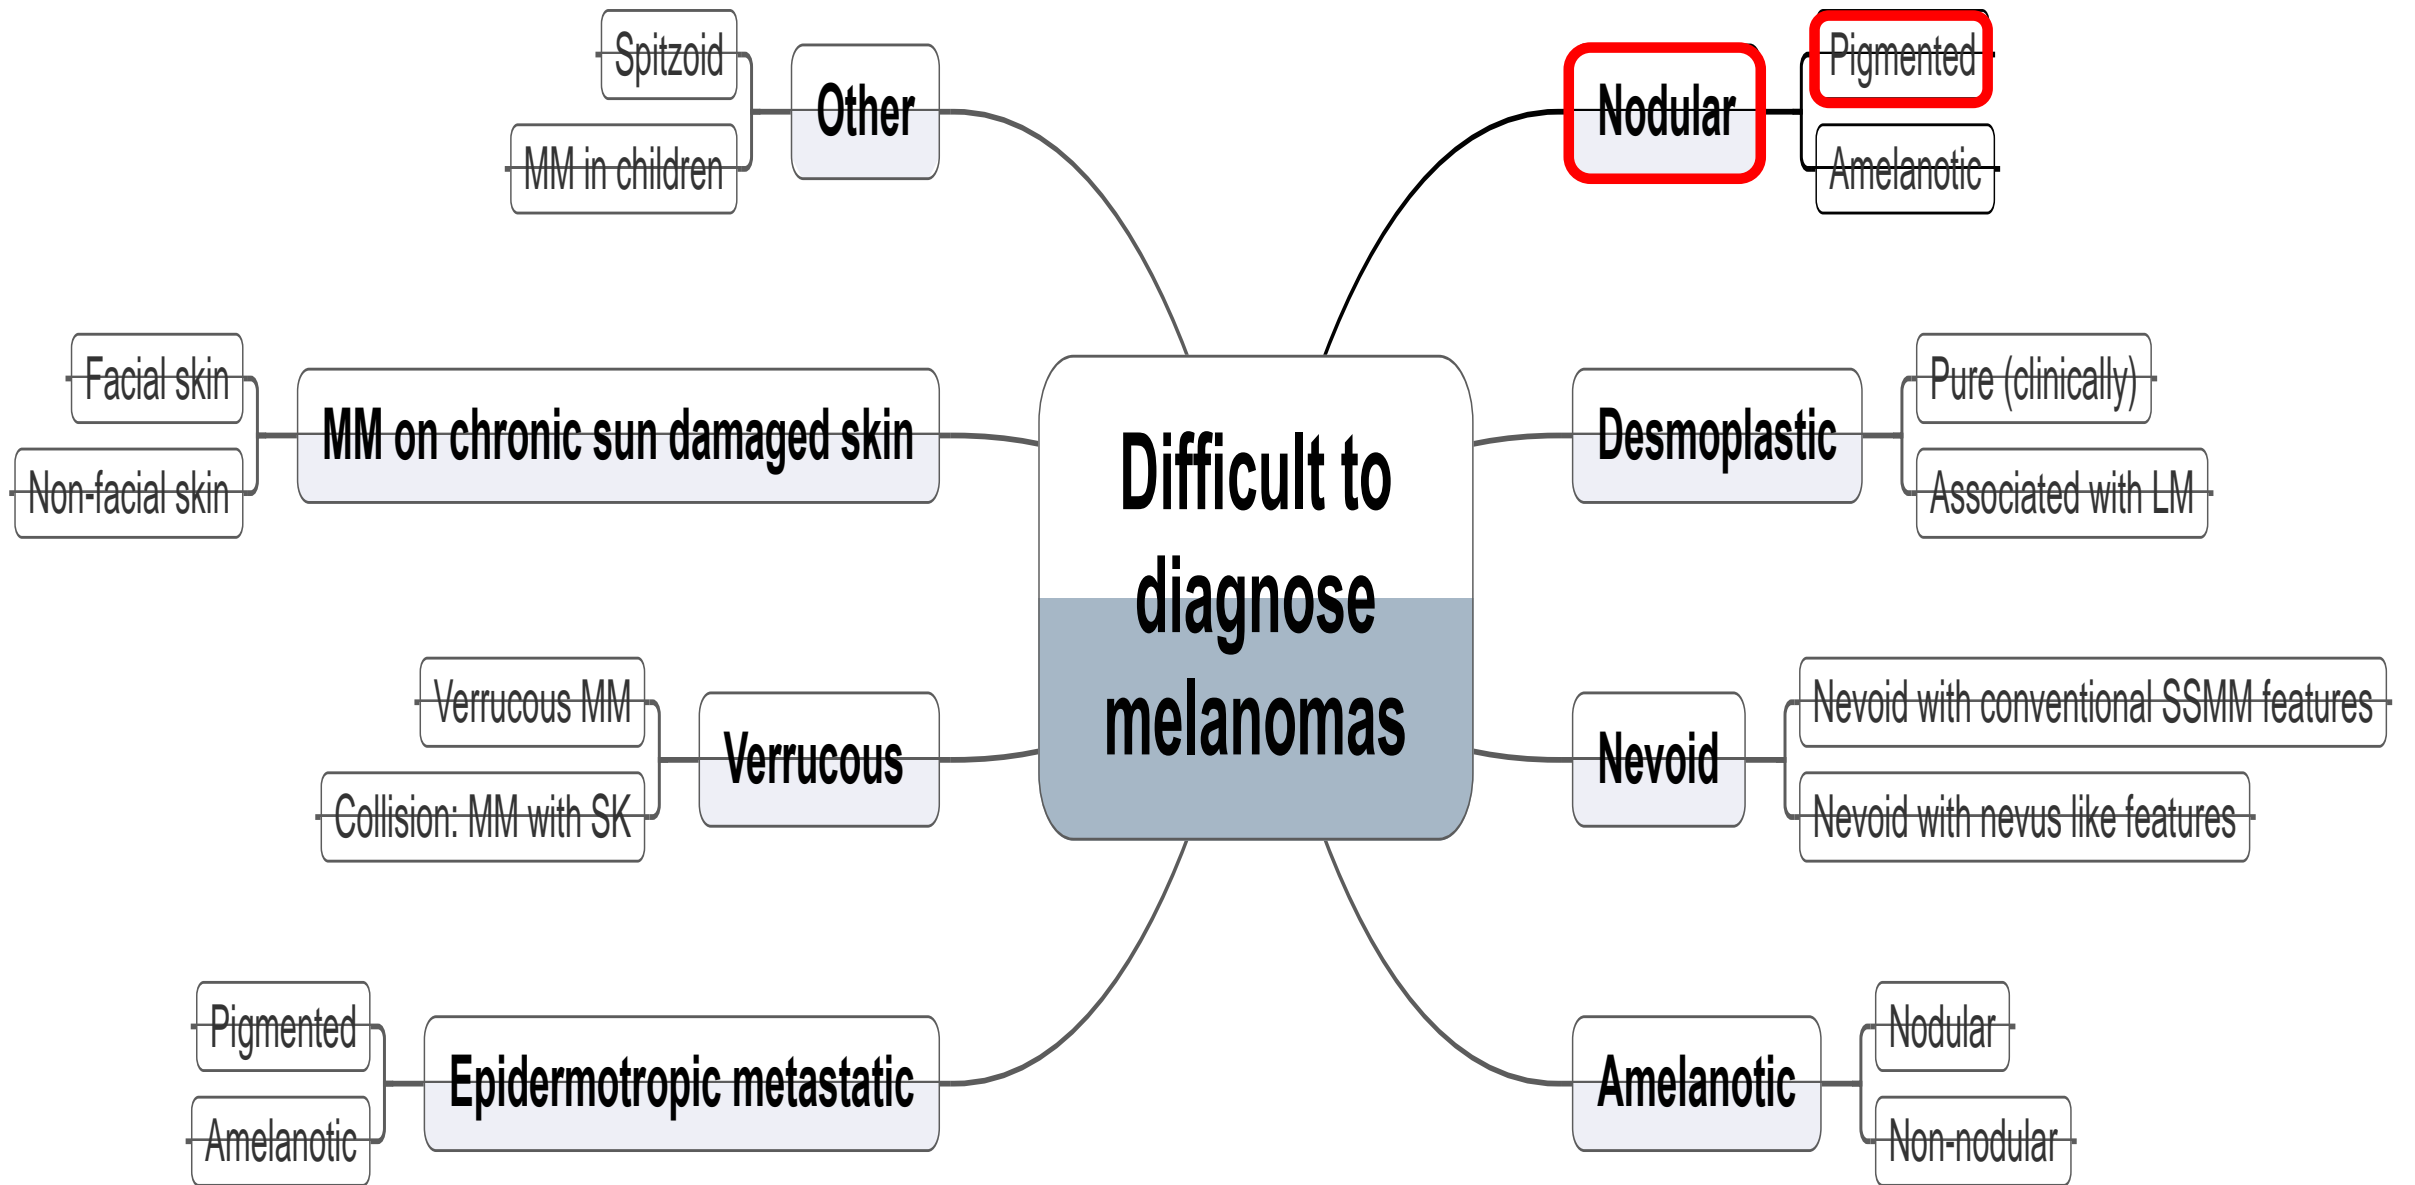 Difficult to
diagnose
melanomas
Nodular
Pigmented
Amelanotic
Desmoplastic
Pure (clinically)
Associated with LM
Nevoid
Nevoid with conventional SSMM features
Nevoid with nevus like features
Amelanotic
Nodular
Non-nodular
Other
Spitzoid
MM in children
MM on chronic sun damaged skin
Facial skin
Non-facial skin
Verrucous
Verrucous MM
Collision: MM with SK
Epidermotropic metastatic
Pigmented
Amelanotic